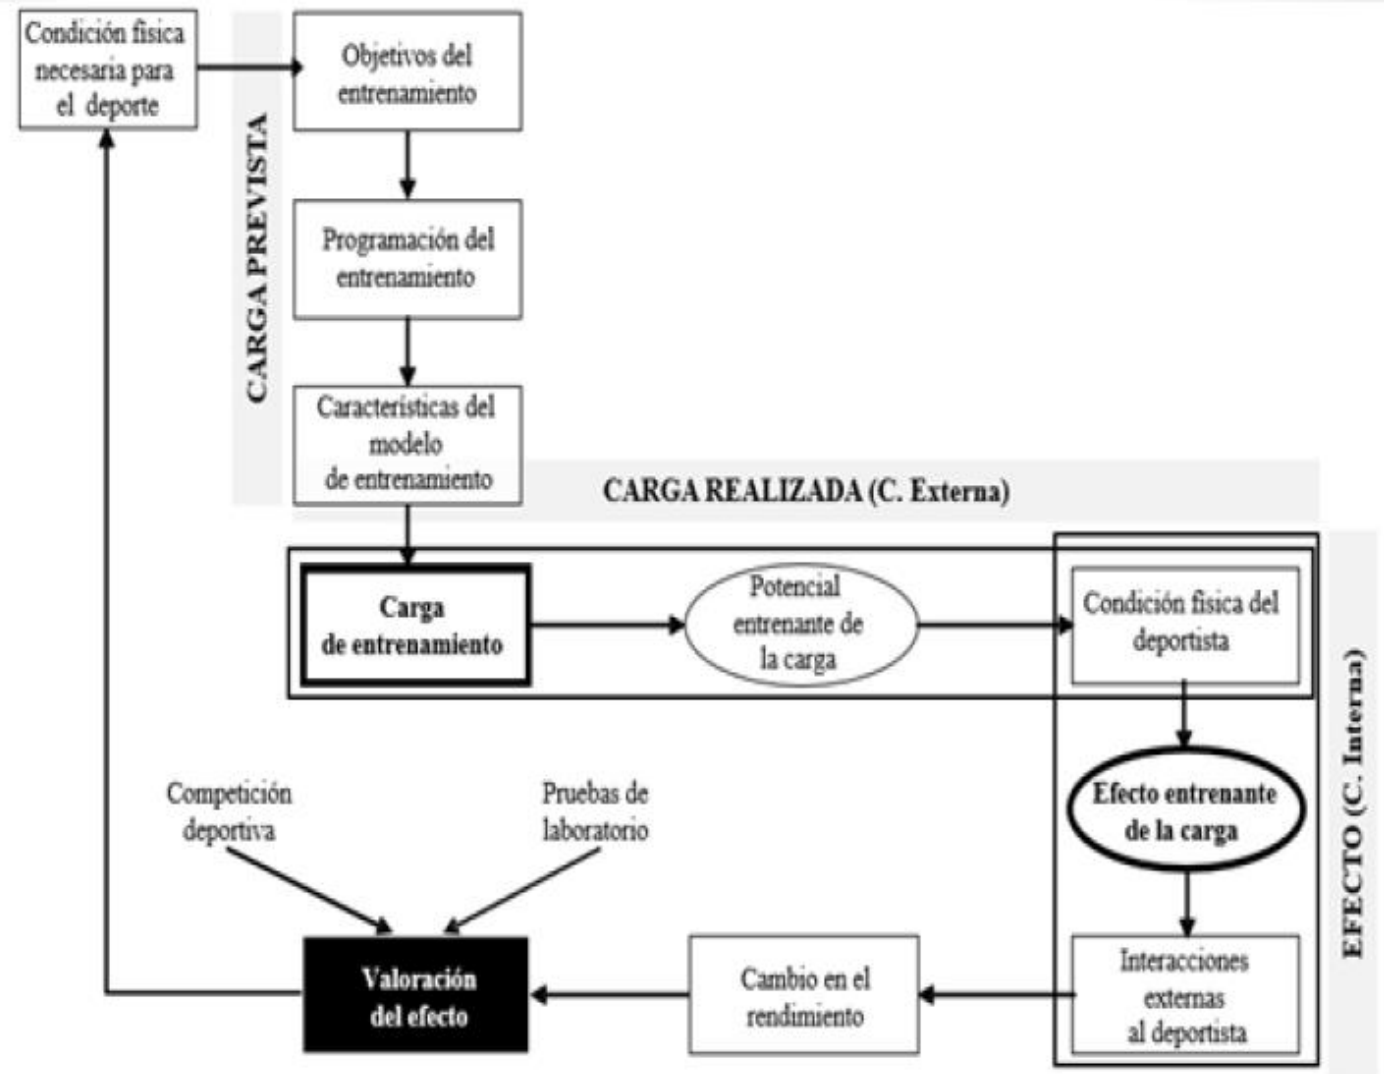 Condición física
necesaria para
el deporte
CARGA PREVISTA
Objetivos del
entrenamiento
Programación del
entrenamiento
Características del
modelo
de entrenamiento
CARGA REALIZADA (C. Externa)
Carga
de entrenamiento
Potencial
entrenante de
la carga
Condición física del
deportista
EFECTO (C. Interna)
Efecto entrenante
de la carga
Interacciones
externas
al deportista
Cambio en el
rendimiento
Competición
deportiva
Pruebas de
laboratorio
Valoración
del efecto